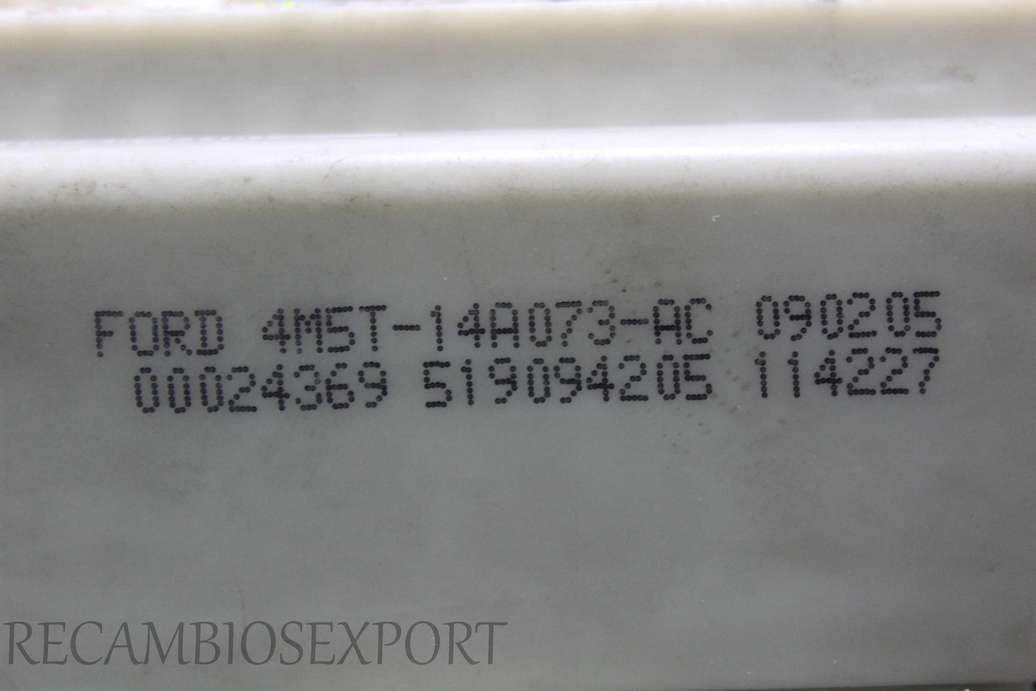 FORD 4M5T-14A073-AC 090205
00024369 519094205 114227
RECAMBIOSEXPORT